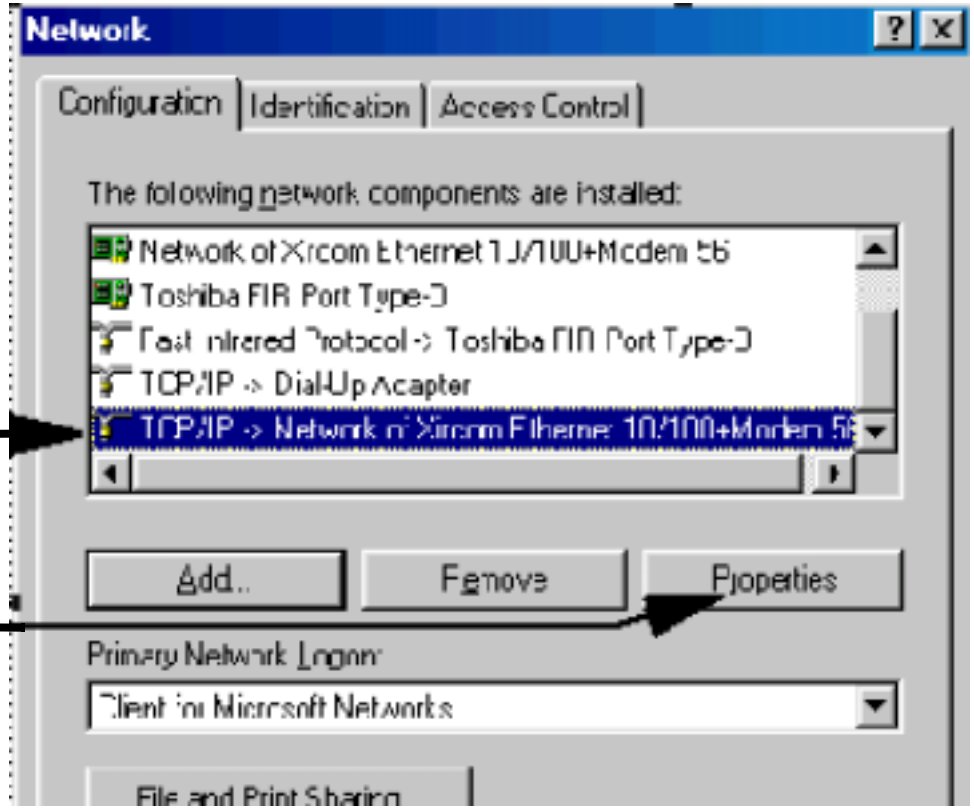 Network
Configuration Identification Access Control
The following network components are installed:
Network of Xircom Ethernet 10/100+Modem 56
Toshiba FIR Port Type-O
Fast Infrared Protocol -> Toshiba FIR Port Type-O
TCP/IP -> Dial-Up Adapter
TCP/IP -> Network of Xircom Ethernet 10/100+Modem 56
Add... Remove Properties
Primary Network Logon:
Client for Microsoft Networks
File and Print Sharing